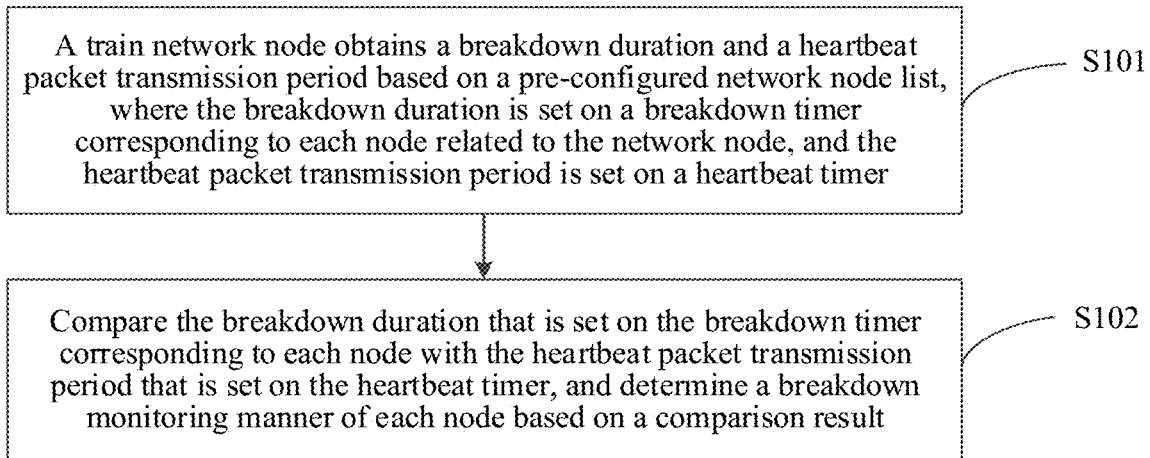 A train network node obtains a breakdown duration and a heartbeat
packet transmission period based on a pre-configured network node list,
where the breakdown duration is set on a breakdown timer
corresponding to each node related to the network node, and the
heartbeat packet transmission period is set on a heartbeat timer
S101
Compare the breakdown duration that is set on the breakdown timer
corresponding to each node with the heartbeat packet transmission
period that is set on the heartbeat timer, and determine a breakdown
monitoring manner of each node based on a comparison result
S102